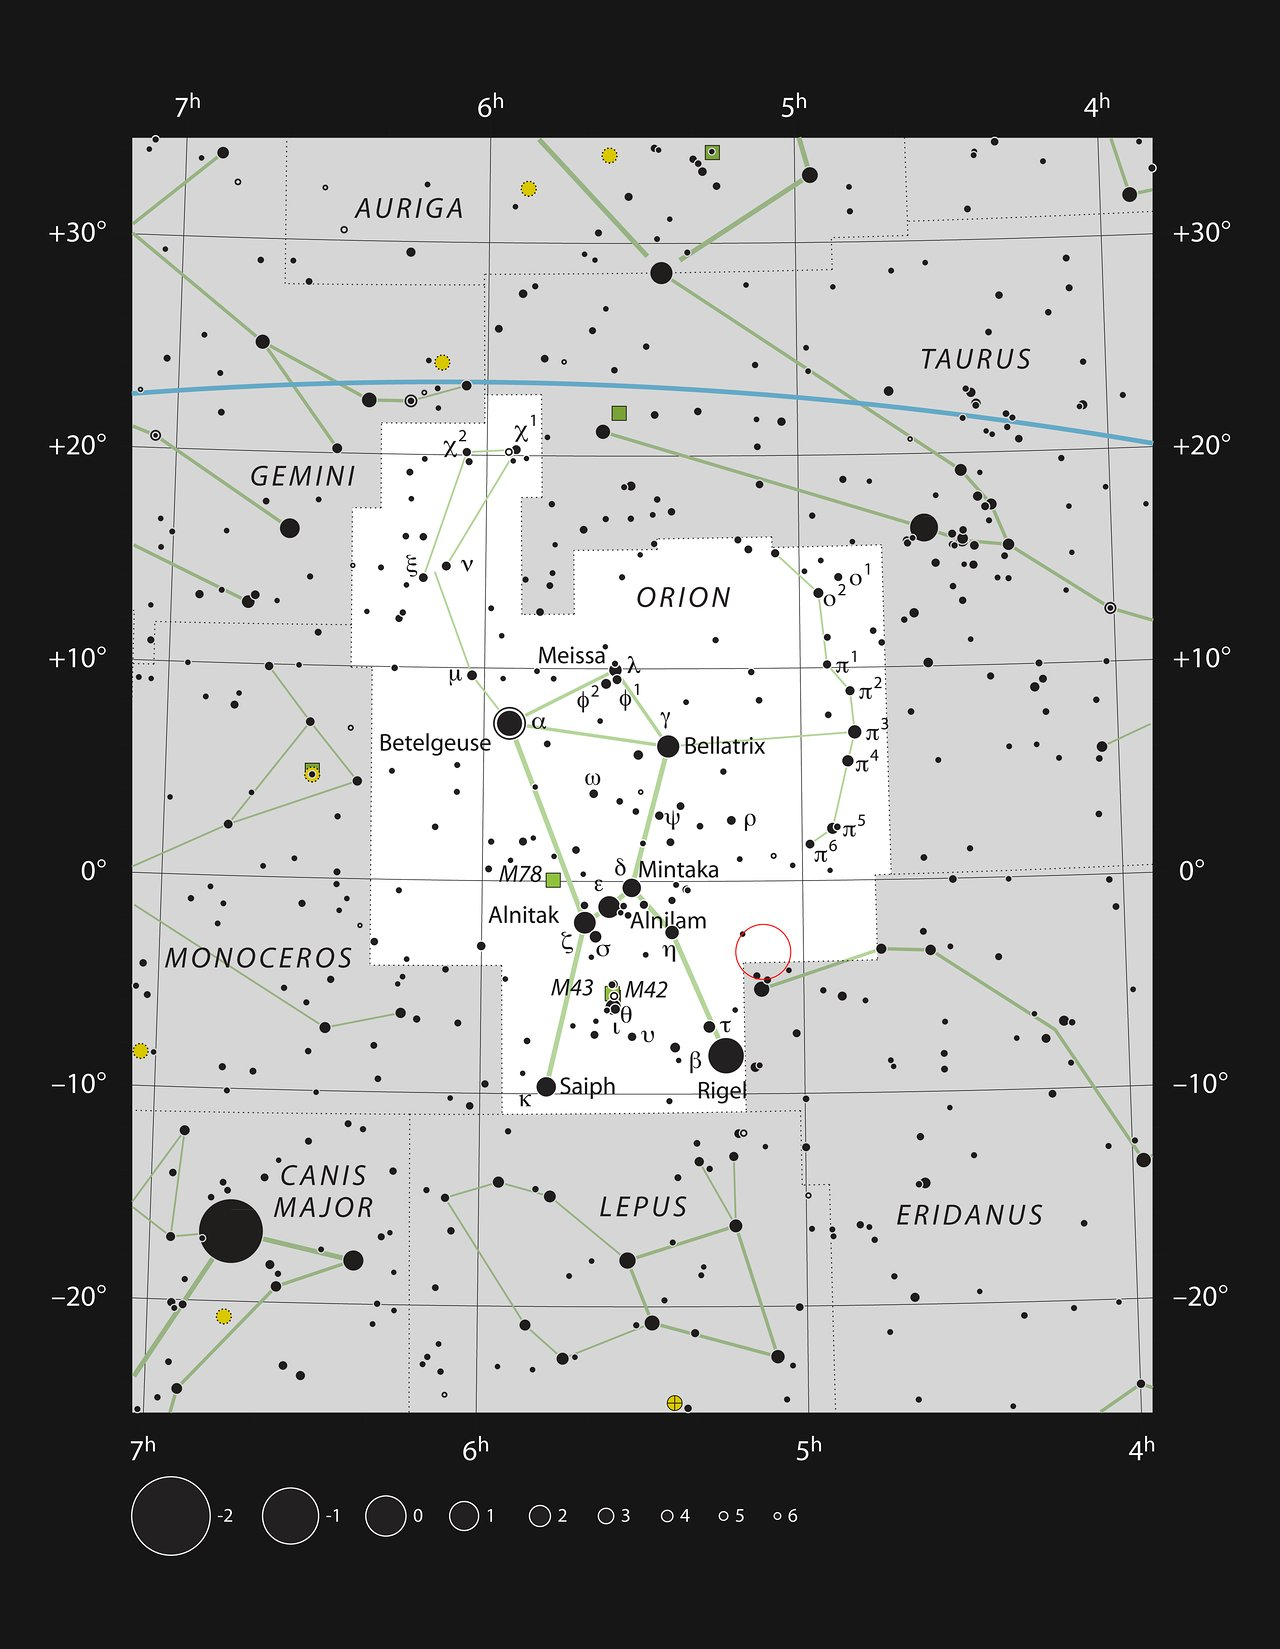 7h 6h 5h 4h
+30° +30°
AURIGA
TAURUS
+20° +20°
χ2 χ1
GEMINI
ξ ν
ο1
ο2
ORION
+10° +10°
Meissa λ
π1
μ
ϕ2 ϕ1
π2
α γ
π3
Betelgeuse Bellatrix
π4
ω
ψ ρ
π5
π6
0° 0°
M78 δ Mintaka
ε
Alnitak Alnilam
ζ σ η
MONOCEROS
M43 M42
θ
ι υ τ
β
−10° −10°
κ Saiph Rigel
CANIS
MAJOR
LEPUS
ERIDANUS
−20° −20°
7h 6h 5h 4h
-2 -1 0 1 2 3 4 5 6